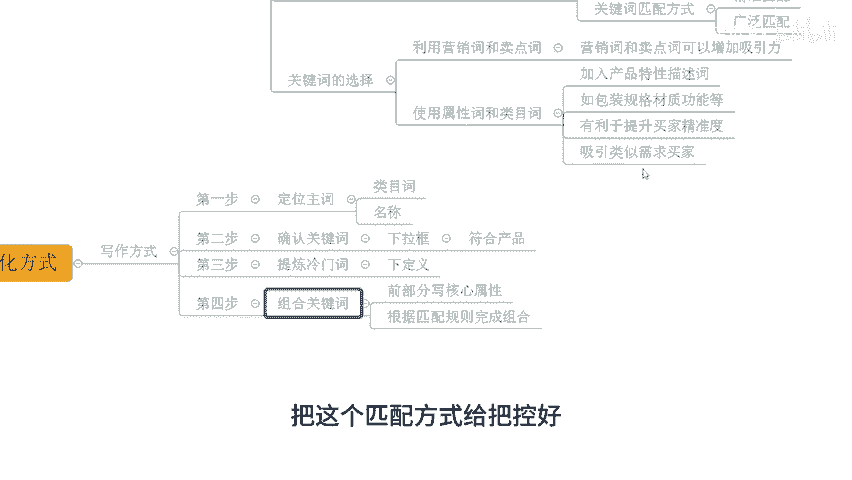 关键词匹配方式
广泛匹配
利用营销词和卖点词 营销词和卖点词可以增加吸引力
关键词的选择
加入产品特性描述词
如包装规格材质功能等
使用属性词和类目词
有利于提升买家精准度
吸引类似需求买家
类目词
第一步 定位主词
名称
写作方式
第二步 确认关键词 下拉框 符合产品
化方式
第三步 提炼冷门词 下定义
前部分写核心属性
第四步 组合关键词
根据匹配规则完成组合
把这个匹配方式给把控好